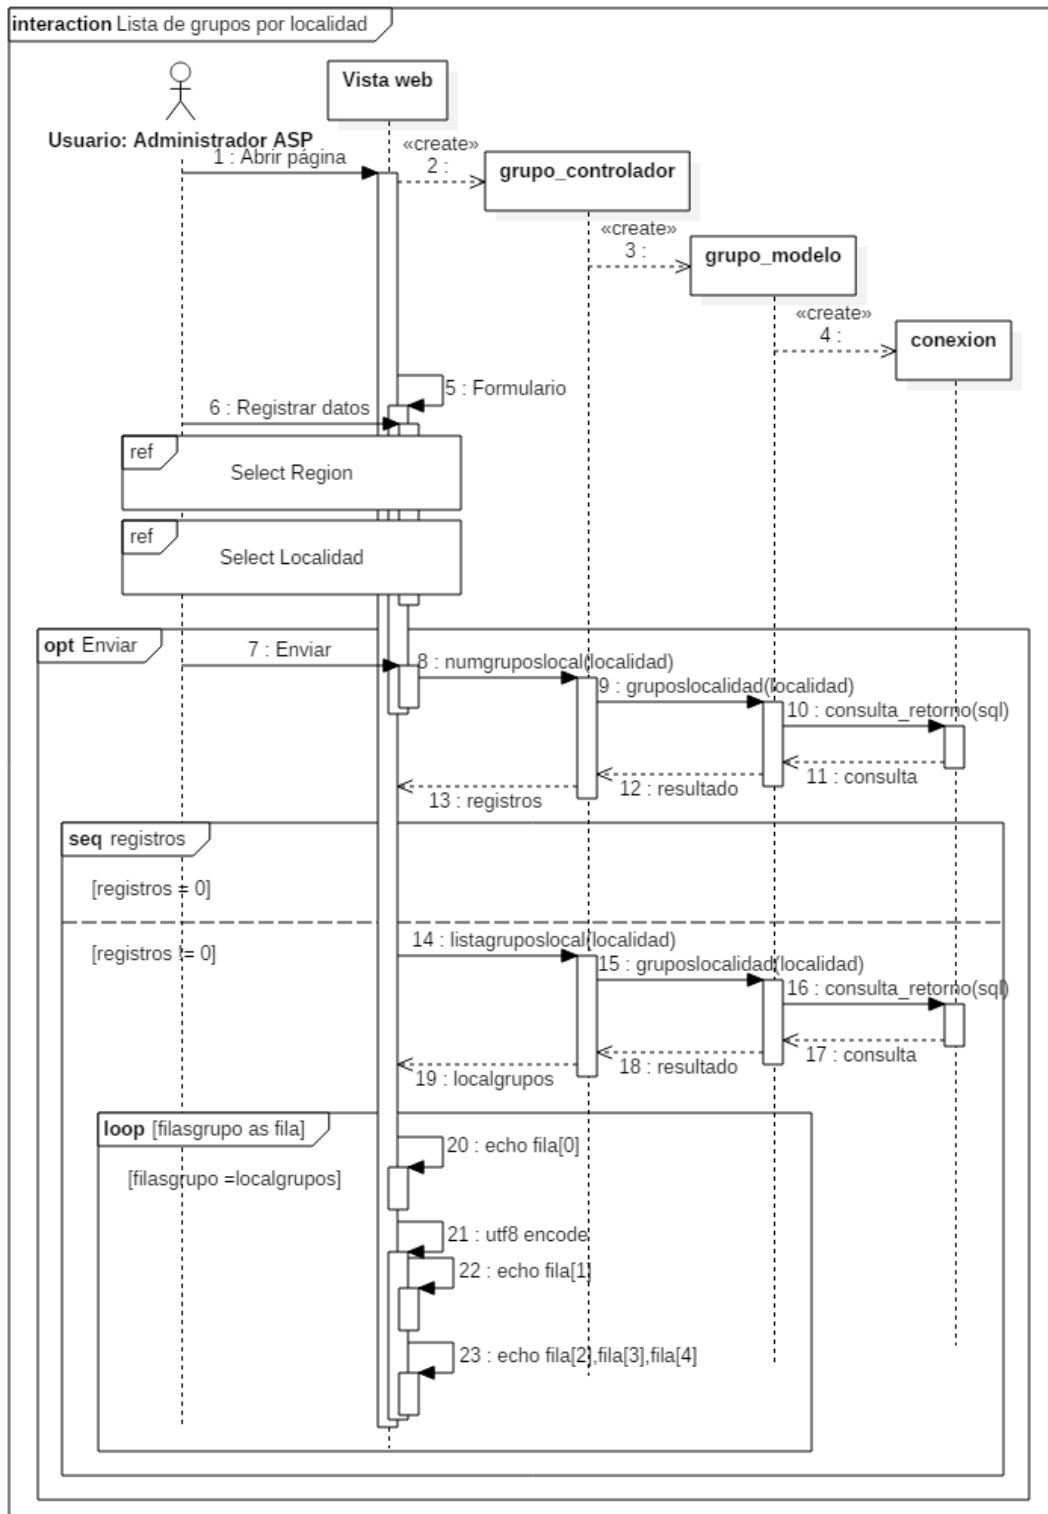 interaction Lista de grupos por localidad
Vista web
Usuario: Administrador ASP
1 : Abrir página
«create»
2 :
grupo_controlador
«create»
3 :
grupo_modelo
«create»
4 :
conexion
5 : Formulario
6 : Registrar datos
ref
Select Region
ref
Select Localidad
opt Enviar
7 : Enviar
8 : numgruposlocal(localidad)
9 : gruposlocalidad(localidad)
10 : consulta_retorno(sql)
11 : consulta
12 : resultado
13 : registros
seq registros
[registros = 0]
[registros != 0]
14 : listagruposlocal(localidad)
15 : gruposlocalidad(localidad)
16 : consulta_retorno(sql)
17 : consulta
18 : resultado
19 : localgrupos
loop [filasgrupo as fila]
20 : echo fila[0]
[filasgrupo =localgrupos]
21 : utf8 encode
22 : echo fila[1]
23 : echo fila[2],fila[3],fila[4]